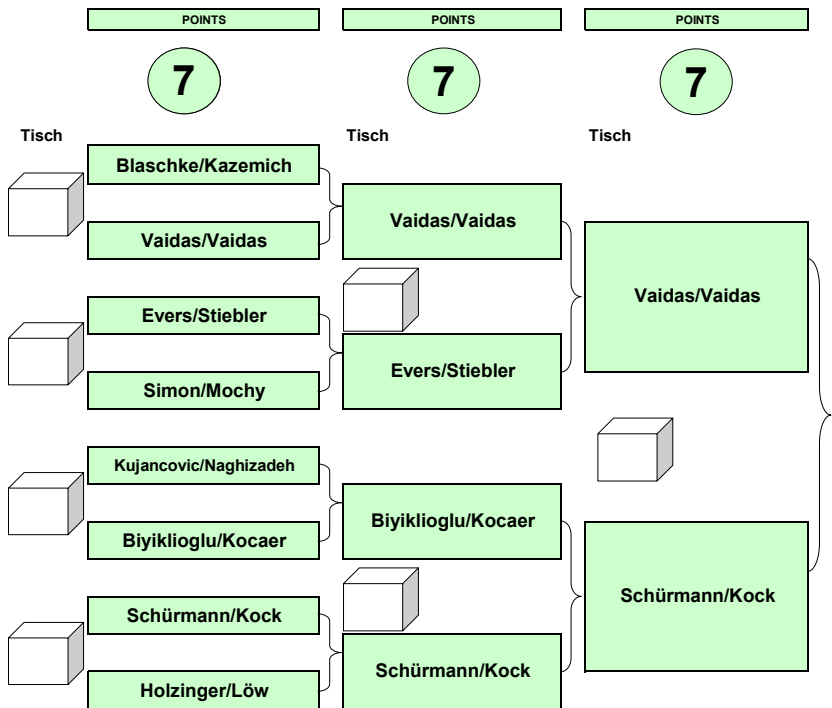 POINTS POINTS POINTS
7 7 7
Tisch Tisch Tisch
Blaschke/Kazemich
Vaidas/Vaidas
Evers/Stiebler
Simon/Mochy
Kujancovic/Naghizadeh
Biyiklioglu/Kocaer
Schürmann/Kock
Holzinger/Löw
Vaidas/Vaidas
Evers/Stiebler
Biyiklioglu/Kocaer
Schürmann/Kock
Vaidas/Vaidas
Schürmann/Kock